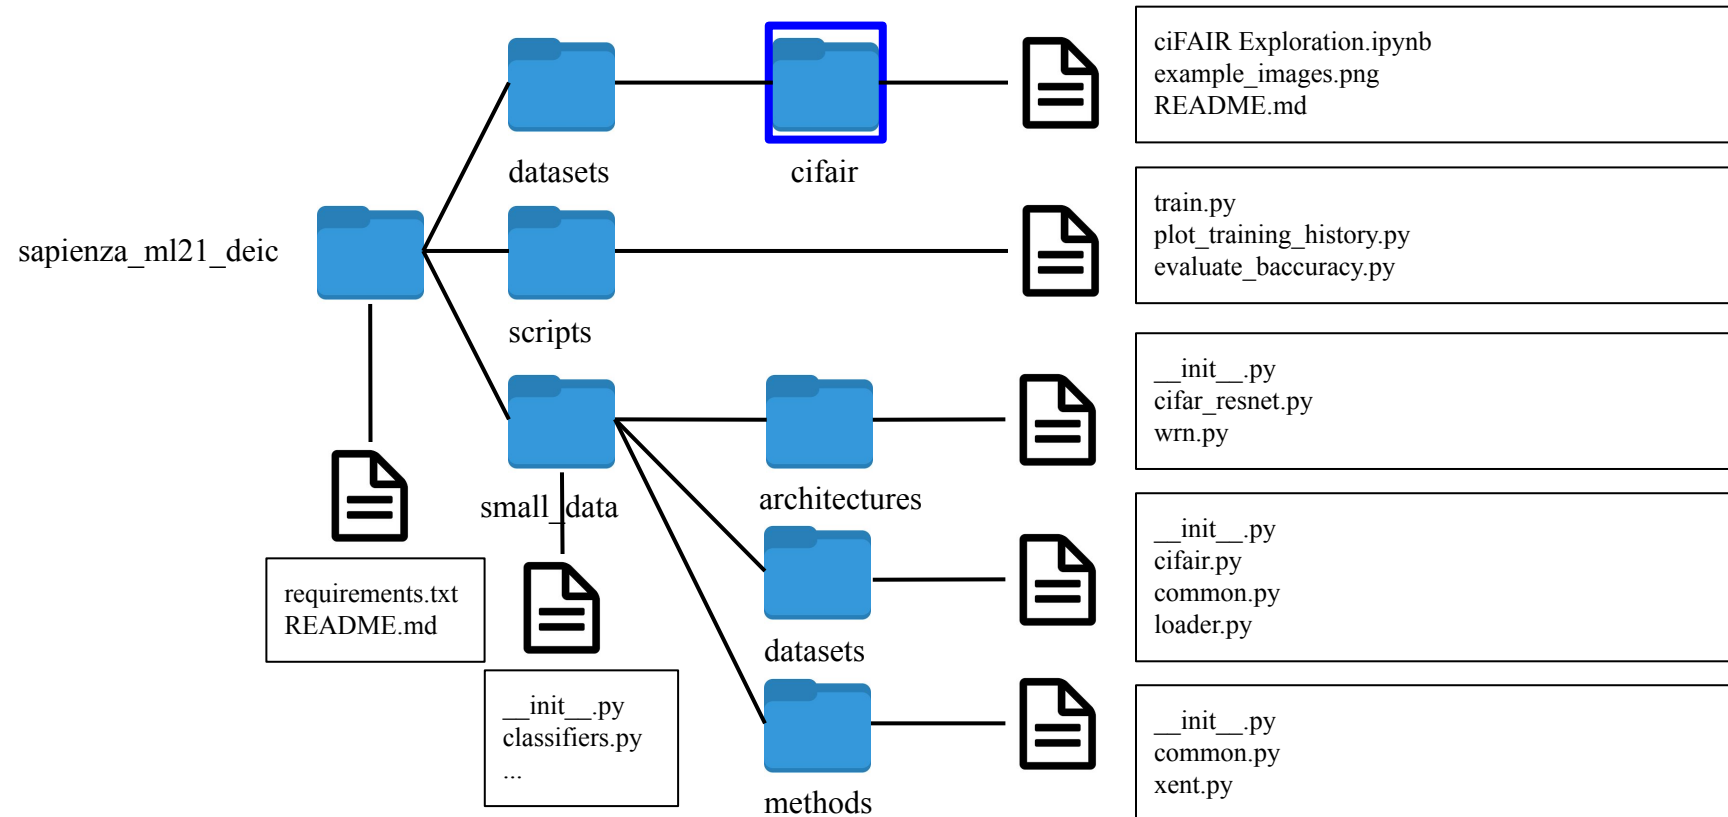 sapienza_ml21_deic
requirements.txt
README.md
datasets
cifair
ciFAIR Exploration.ipynb
example_images.png
README.md
scripts
train.py
plot_training_history.py
evaluate_baccuracy.py
small_data
__init__.py
classifiers.py
...
architectures
__init__.py
cifar_resnet.py
wrn.py
datasets
__init__.py
cifair.py
common.py
loader.py
methods
__init__.py
common.py
xent.py